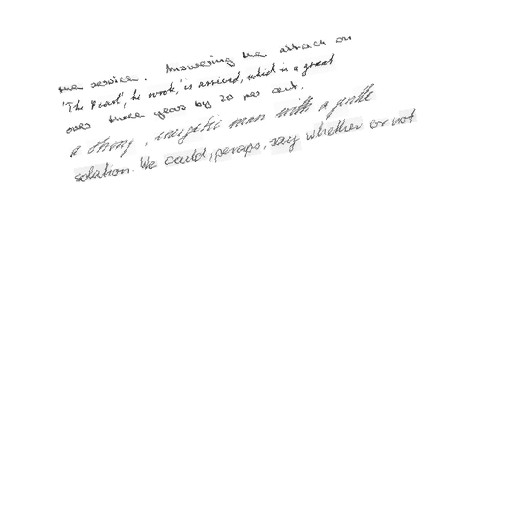 the service. Answering the attack on
'The Road', he wrote, 'is arrived, which is a great
over three years by 20 per cent.
a strong, energetic man with a gentle
solution. We could, perhaps, say whether or not